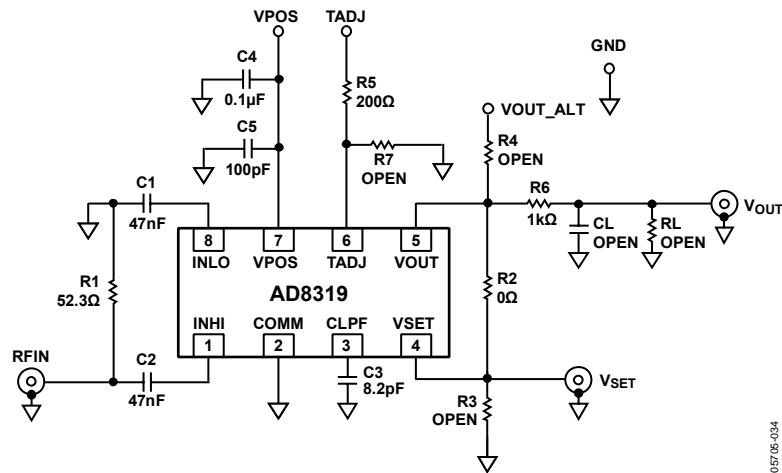 VPOS
TADJ
GND
C4
0.1µF
R5
200Ω
VOUT_ALT
C5
100pF
R7
OPEN
R4
OPEN
C1
47nF
R6
1kΩ
VOUT
CL
OPEN
RL
OPEN
8
7
6
5
INLO
VPOS
TADJ
VOUT
R1
52.3Ω
AD8319
R2
0Ω
INHI
COMM
CLPF
VSET
1
2
3
4
RFIN
C2
47nF
C3
8.2pF
VSET
R3
OPEN
05705-034